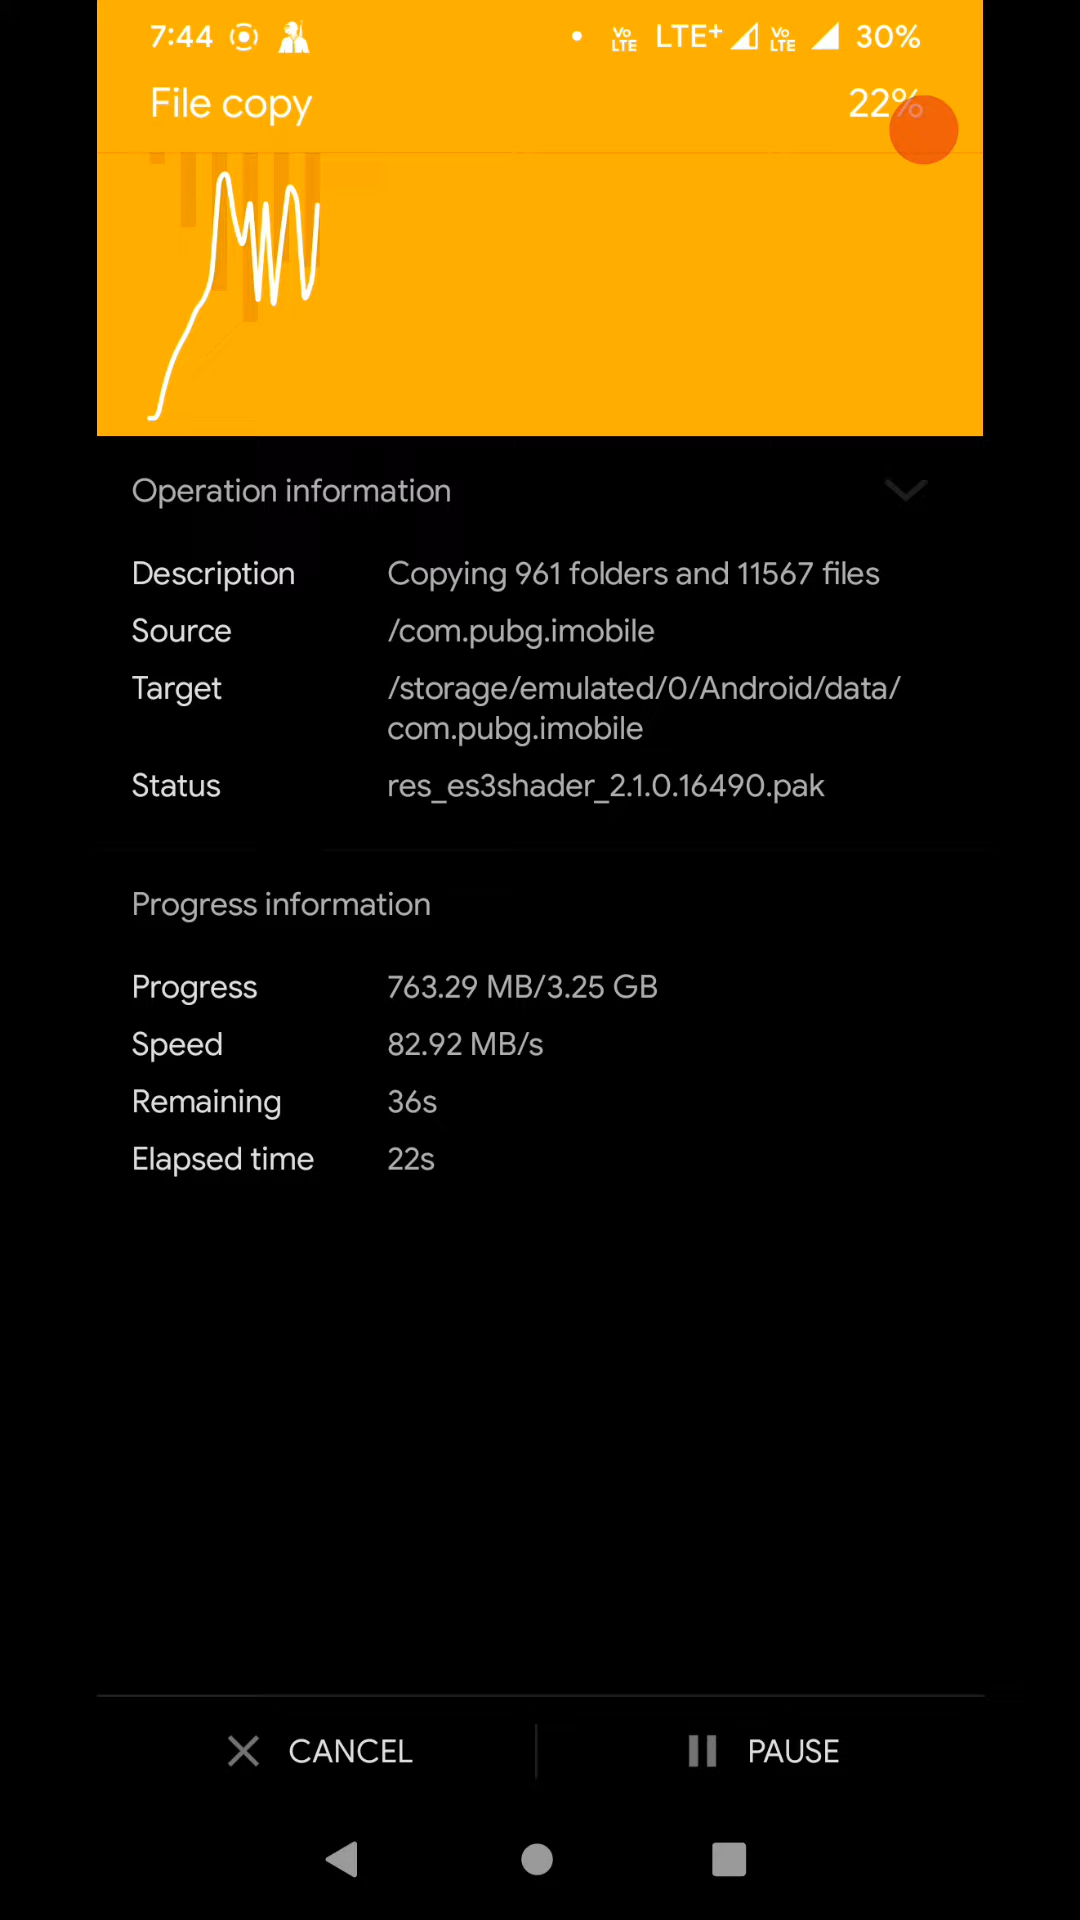 7:44 VoLTE LTE+ VoLTE 30%
File copy 22%
Operation information
Description Copying 961 folders and 11567 files
Source /com.pubg.imobile
Target /storage/emulated/0/Android/data/
com.pubg.imobile
Status res_es3shader_2.1.0.16490.pak
Progress information
Progress 763.29 MB/3.25 GB
Speed 82.92 MB/s
Remaining 36s
Elapsed time 22s
CANCEL PAUSE